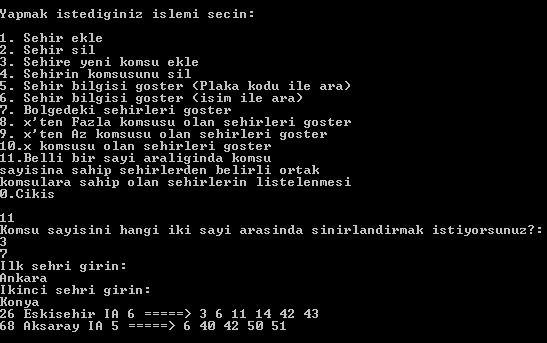 Yapmak istediginiz islemi secin:
1. Sehir ekle
2. Sehir sil
3. Sehire yeni komsu ekle
4. Sehirin komsusunu sil
5. Sehir bilgisi goster (Plaka kodu ile ara)
6. Sehir bilgisi goster (isim ile ara)
7. Bolgedeki sehirleri goster
8. x'ten Fazla komsusu olan sehirleri goster
9. x'ten Az komsusu olan sehirleri goster
10.x komsusu olan sehirleri goster
11.Belli bir sayi araliginda komsu
sayisina sahip sehirlerden belirli ortak
komsulara sahip olan sehirlerin listelenmesi
0.Cikis
11
Komsu sayisini hangi iki sayi arasinda sinirlandirmak istiyorsunuz?:
3
7
Ilk sehri girin:
Ankara
Ikinci sehri girin:
Konya
26 Eskisehir IA 6 =====> 3 6 11 14 42 43
68 Aksaray IA 5 =====> 6 40 42 50 51